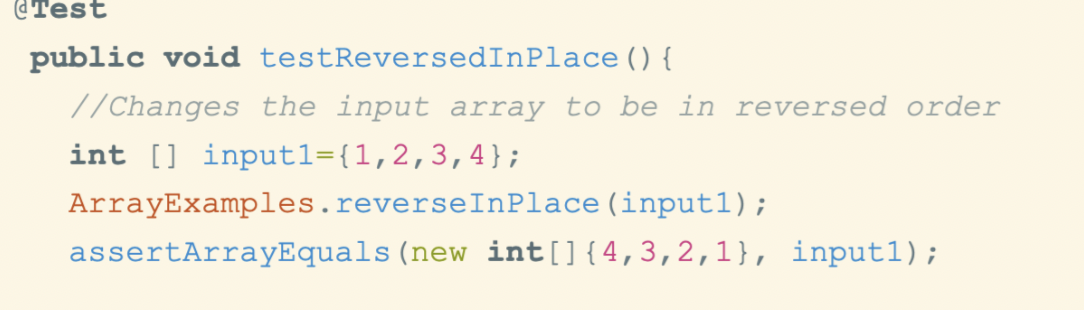 @Test
public void testReversedInPlace(){
//Changes the input array to be in reversed order
int [] input1={1,2,3,4};
ArrayExamples.reverseInPlace(input1);
assertArrayEquals(new int[]{4,3,2,1}, input1);